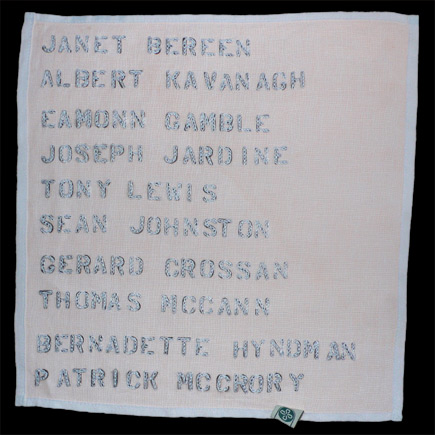 JANET BEREEN
ALBERT KAVANAGH
EAMONN GAMBLE
JOSEPH JARDINE
TONY LEWIS
SEAN JOHNSTON
GERARD CROSSAN
THOMAS MCCANN
BERNADETTE HYNDMAN
PATRICK MCCRORY